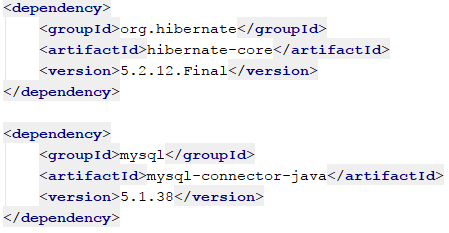 <dependency>
    <groupId>org.hibernate</groupId>
    <artifactId>hibernate-core</artifactId>
    <version>5.2.12.Final</version>
</dependency>

<dependency>
    <groupId>mysql</groupId>
    <artifactId>mysql-connector-java</artifactId>
    <version>5.1.38</version>
</dependency>